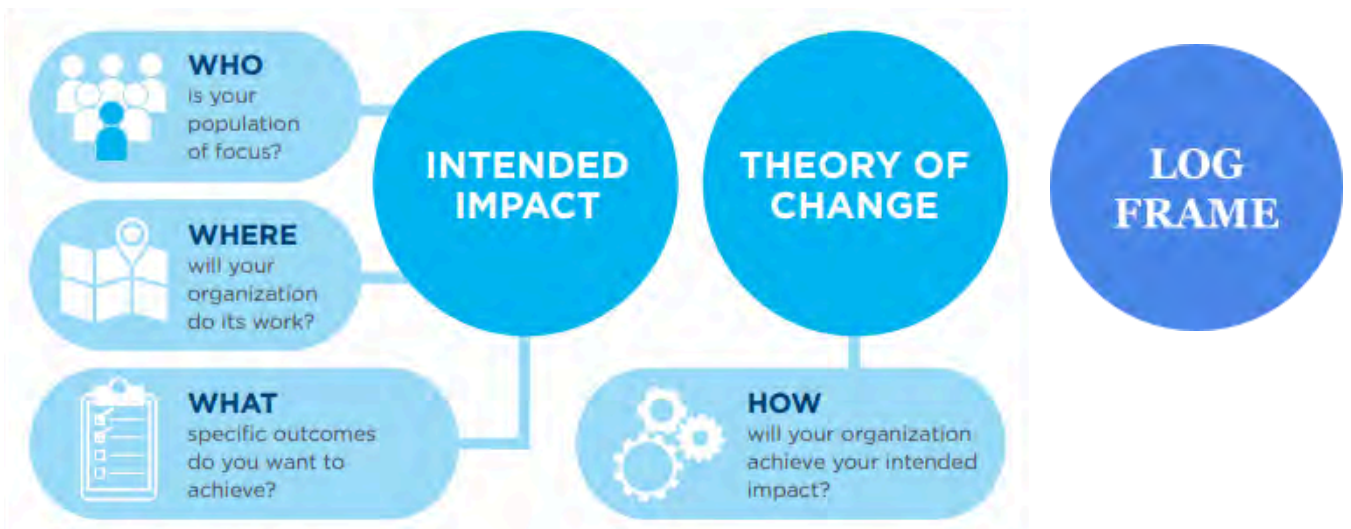 WHO
is your
population
of focus?
WHERE
will your
organization
do its work?
WHAT
specific outcomes
do you want to
achieve?
INTENDED
IMPACT
THEORY OF
CHANGE
HOW
will your organization
achieve your intended
impact?
LOG
FRAME